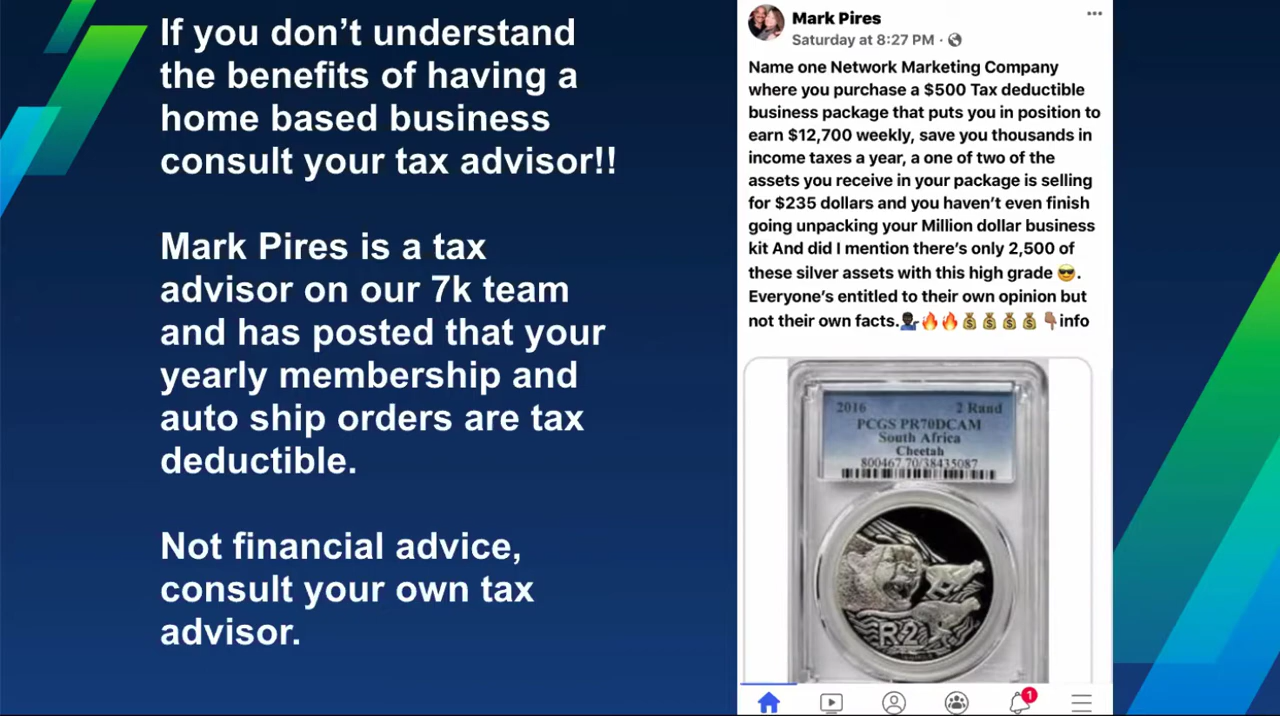 If you don’t understand
the benefits of having a
home based business
consult your tax advisor!!
Mark Pires is a tax
advisor on our 7k team
and has posted that your
yearly membership and
auto ship orders are tax
deductible.
Not financial advice,
consult your own tax
advisor.
Mark Pires
Saturday at 8:27 PM ·
Name one Network Marketing Company
where you purchase a $500 Tax deductible
business package that puts you in position to
earn $12,700 weekly, save you thousands in
income taxes a year, a one of two of the
assets you receive in your package is selling
for $235 dollars and you haven’t even finish
going unpacking your Million dollar business
kit And did I mention there’s only 2,500 of
these silver assets with this high grade 😎.
Everyone’s entitled to their own opinion but
not their own facts.💁🏿‍♂️🔥🔥💰💰💰💰👇🏽info
2016 2 Rand
PCGS PR70DCAM
South Africa
Cheetah
800467.70/38435087
R2
1